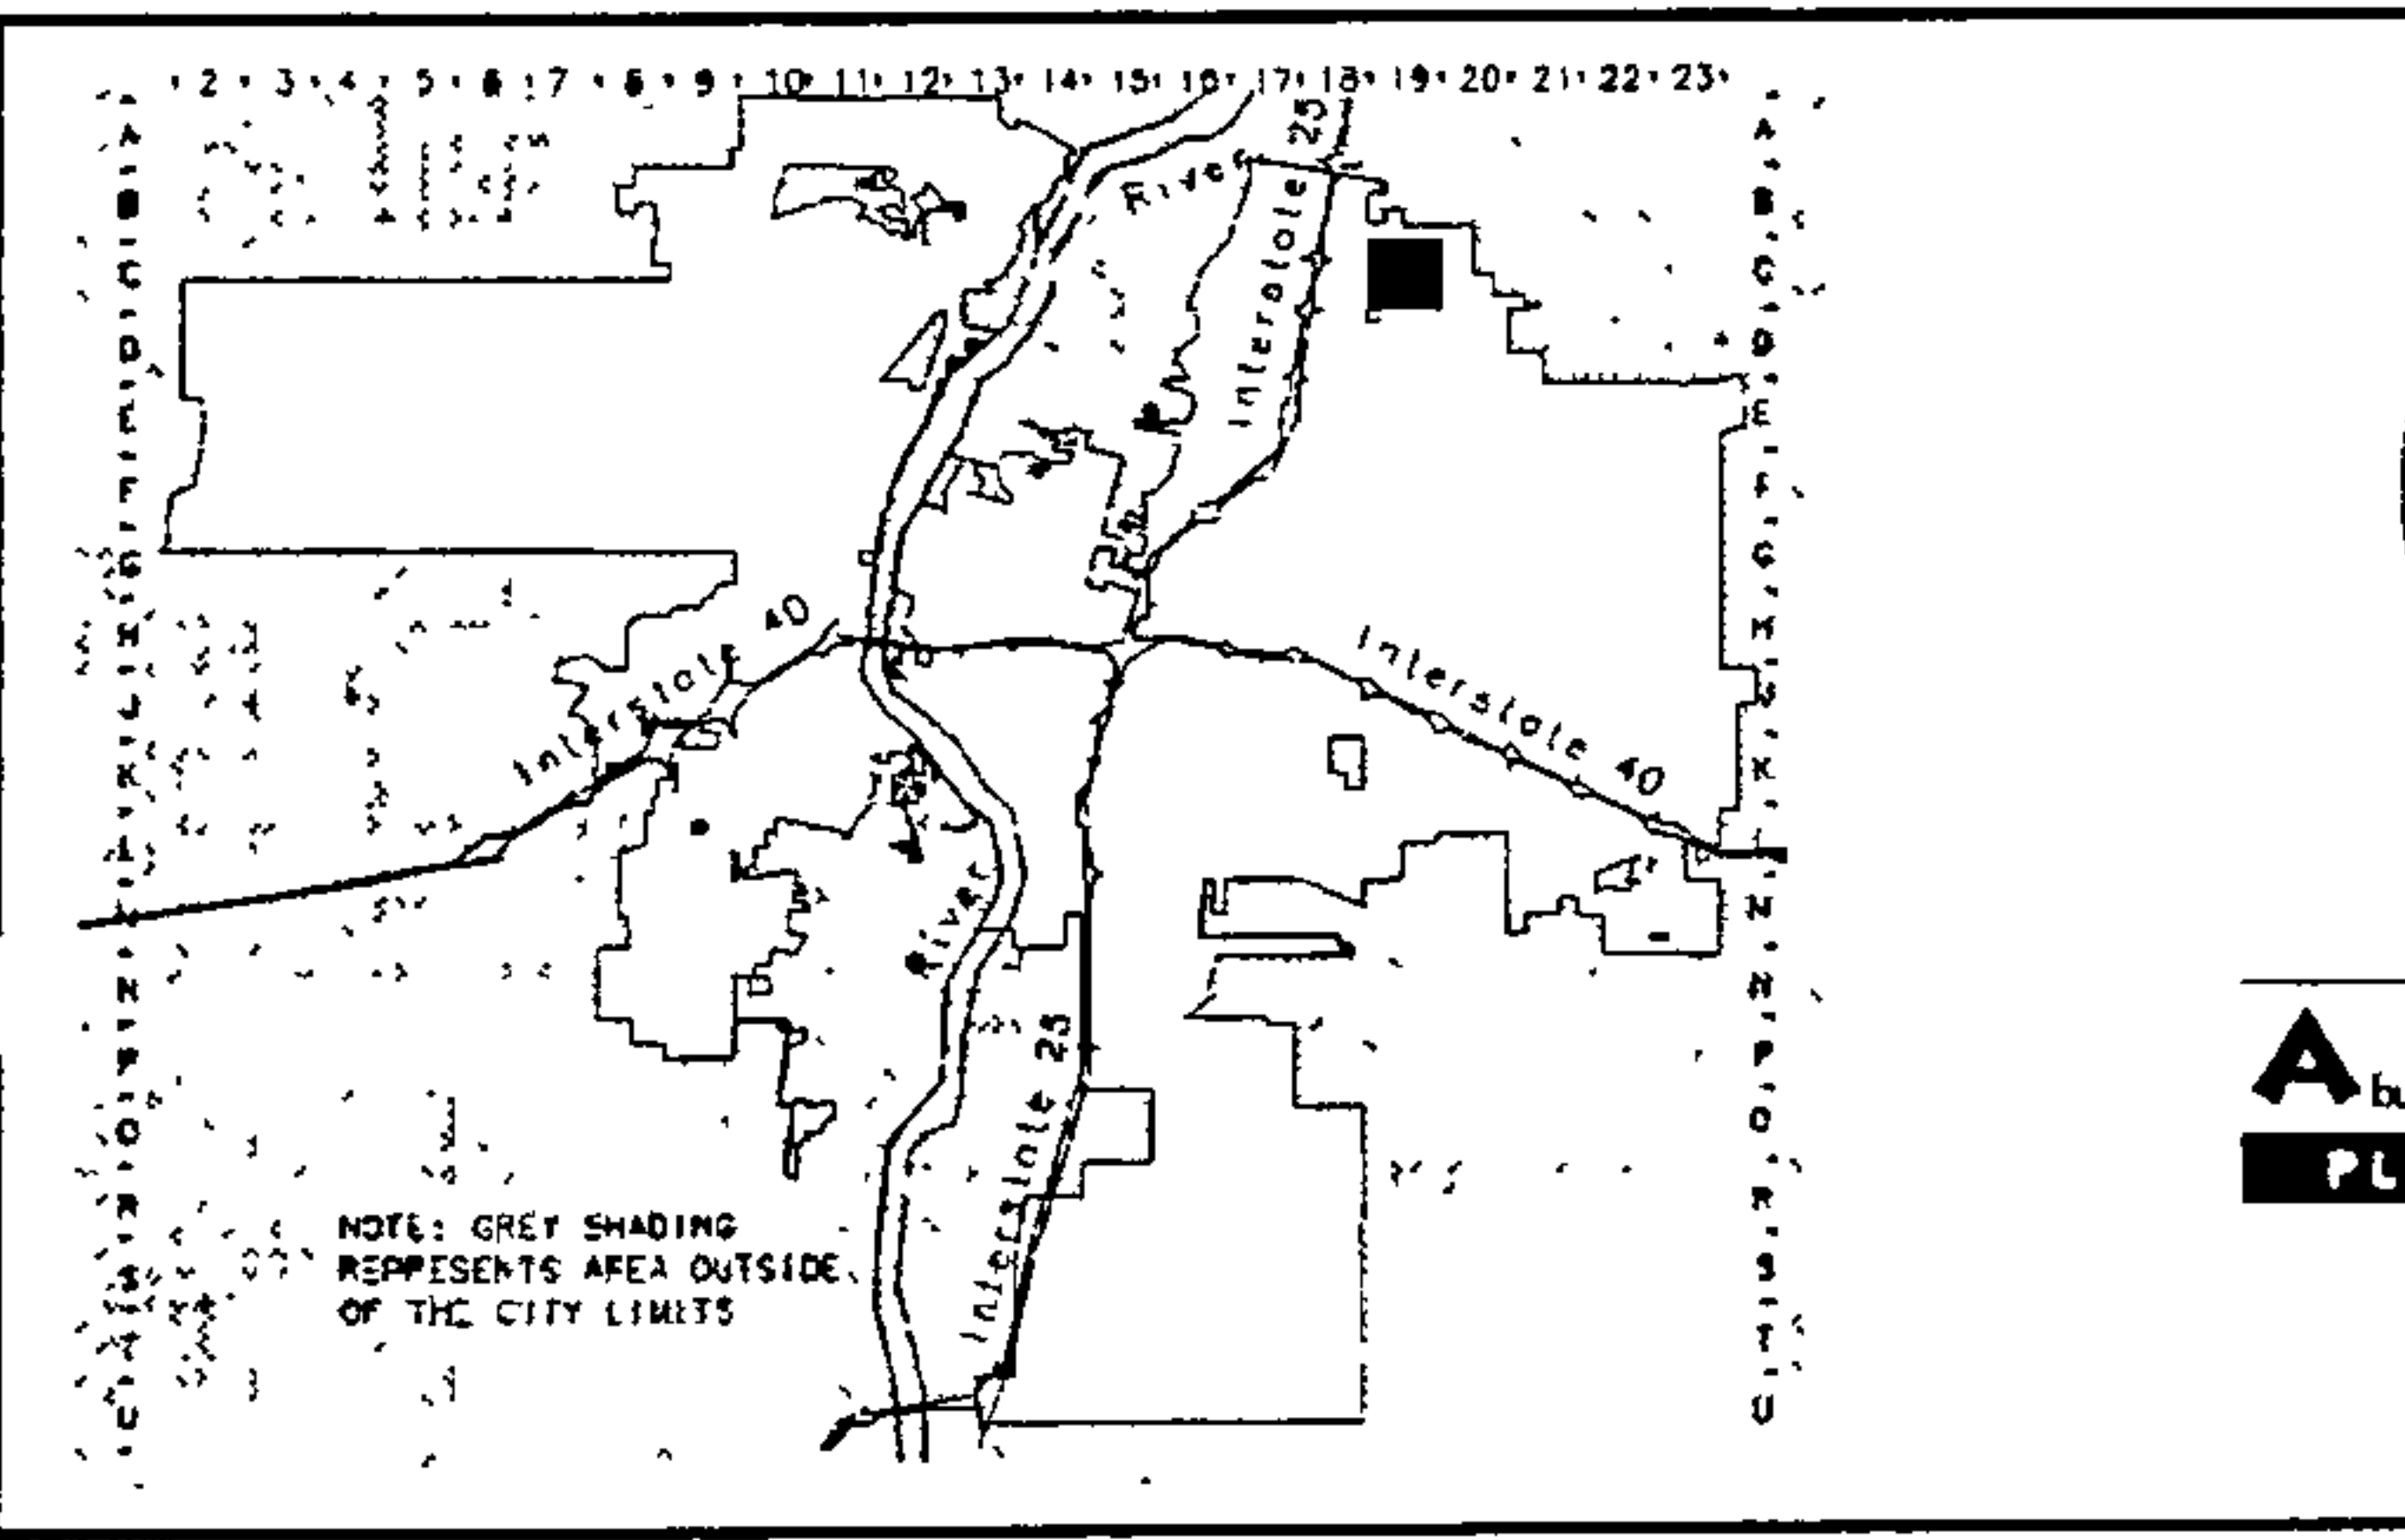 2 3 4 5 6 7 8 9 10 11 12 13 14 15 16 17 18 19 20 21 22 23
A
B
C
D
E
F
G
H
J
K
L
M
N
P
Q
R
S
T
U
River
25
Interstate
Interstate 40
Interstate 40
River
Interstate 25
NOTE: GREY SHADING
REPRESENTS AREA OUTSIDE
OF THE CITY LIMITS
A
B
C
D
E
F
G
H
J
K
L
M
N
P
Q
R
S
T
U
A
PL